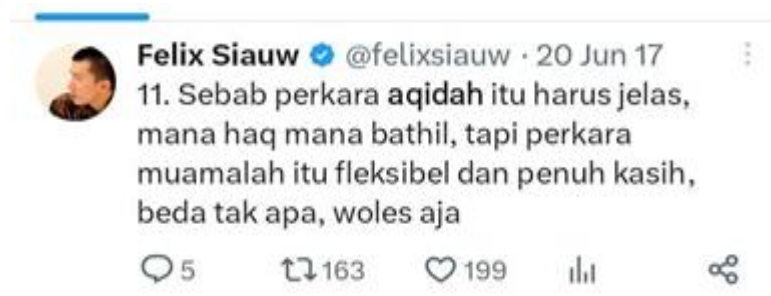 Felix Siauw @felixsiauw · 20 Jun 17
11. Sebab perkara aqidah itu harus jelas,
mana haq mana bathil, tapi perkara
muamalah itu fleksibel dan penuh kasih,
beda tak apa, woles aja
5 163 199